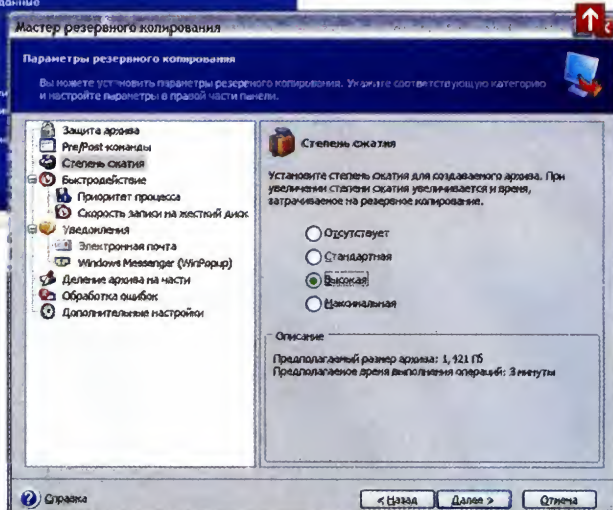 данные
Мастер резервного копирования
Параметры резервного копирования
Вы можете установить параметры резервного копирования. Укажите соответствующую категорию
и настройте параметры в правой части панели.
Защита архива
Pre/Post команды
Степень сжатия
Быстродействие
Приоритет процесса
Скорость записи на жесткий диск
Уведомления
Электронная почта
Windows Messenger (WinPopup)
Деление архива на части
Обработка ошибок
Дополнительные настройки
Степень сжатия
Установите степень сжатия для создаваемого архива. При
увеличении степени сжатия увеличивается и время,
затрачиваемое на резервное копирование.
Отсутствует
Стандартная
Высокая
Максимальная
Описание
Предполагаемый размер архива: 1,421 Гб
Предполагаемое время выполнения операций: 3 минуты
Справка
< Назад
Далее >
Отмена